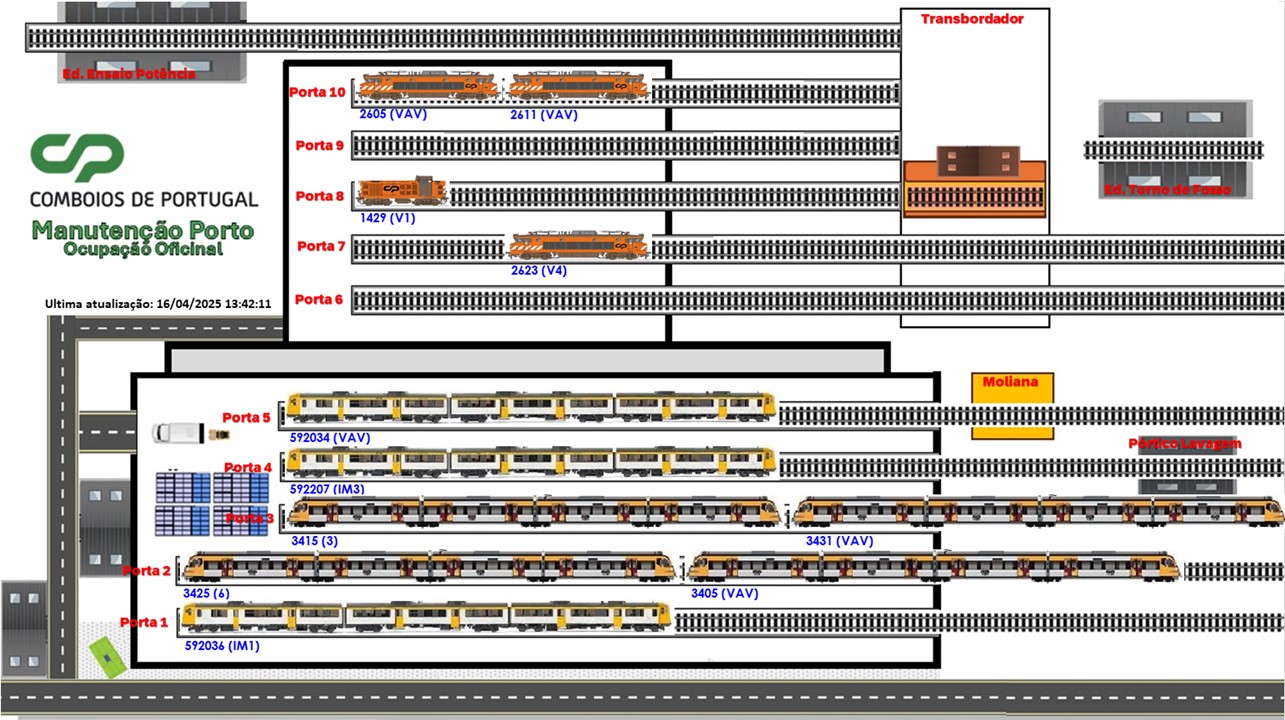 Transbordador
Ed. Ensaio Potência
Porta 10
2605 (VAV)
2611 (VAV)
Porta 9
CP
COMBOIOS DE PORTUGAL
Manutenção Porto
Ocupação Oficinal
Porta 8
1429 (V1)
Ed. Torno de Fosso
Porta 7
2623 (V4)
Porta 6
Ultima atualização: 16/04/2025 13:42:11
Moliana
Porta 5
592034 (VAV)
Pórtico Lavagem
Porta 4
592207 (IM3)
Porta 3
3415 (3)
3431 (VAV)
Porta 2
3425 (6)
3405 (VAV)
Porta 1
592036 (IM1)